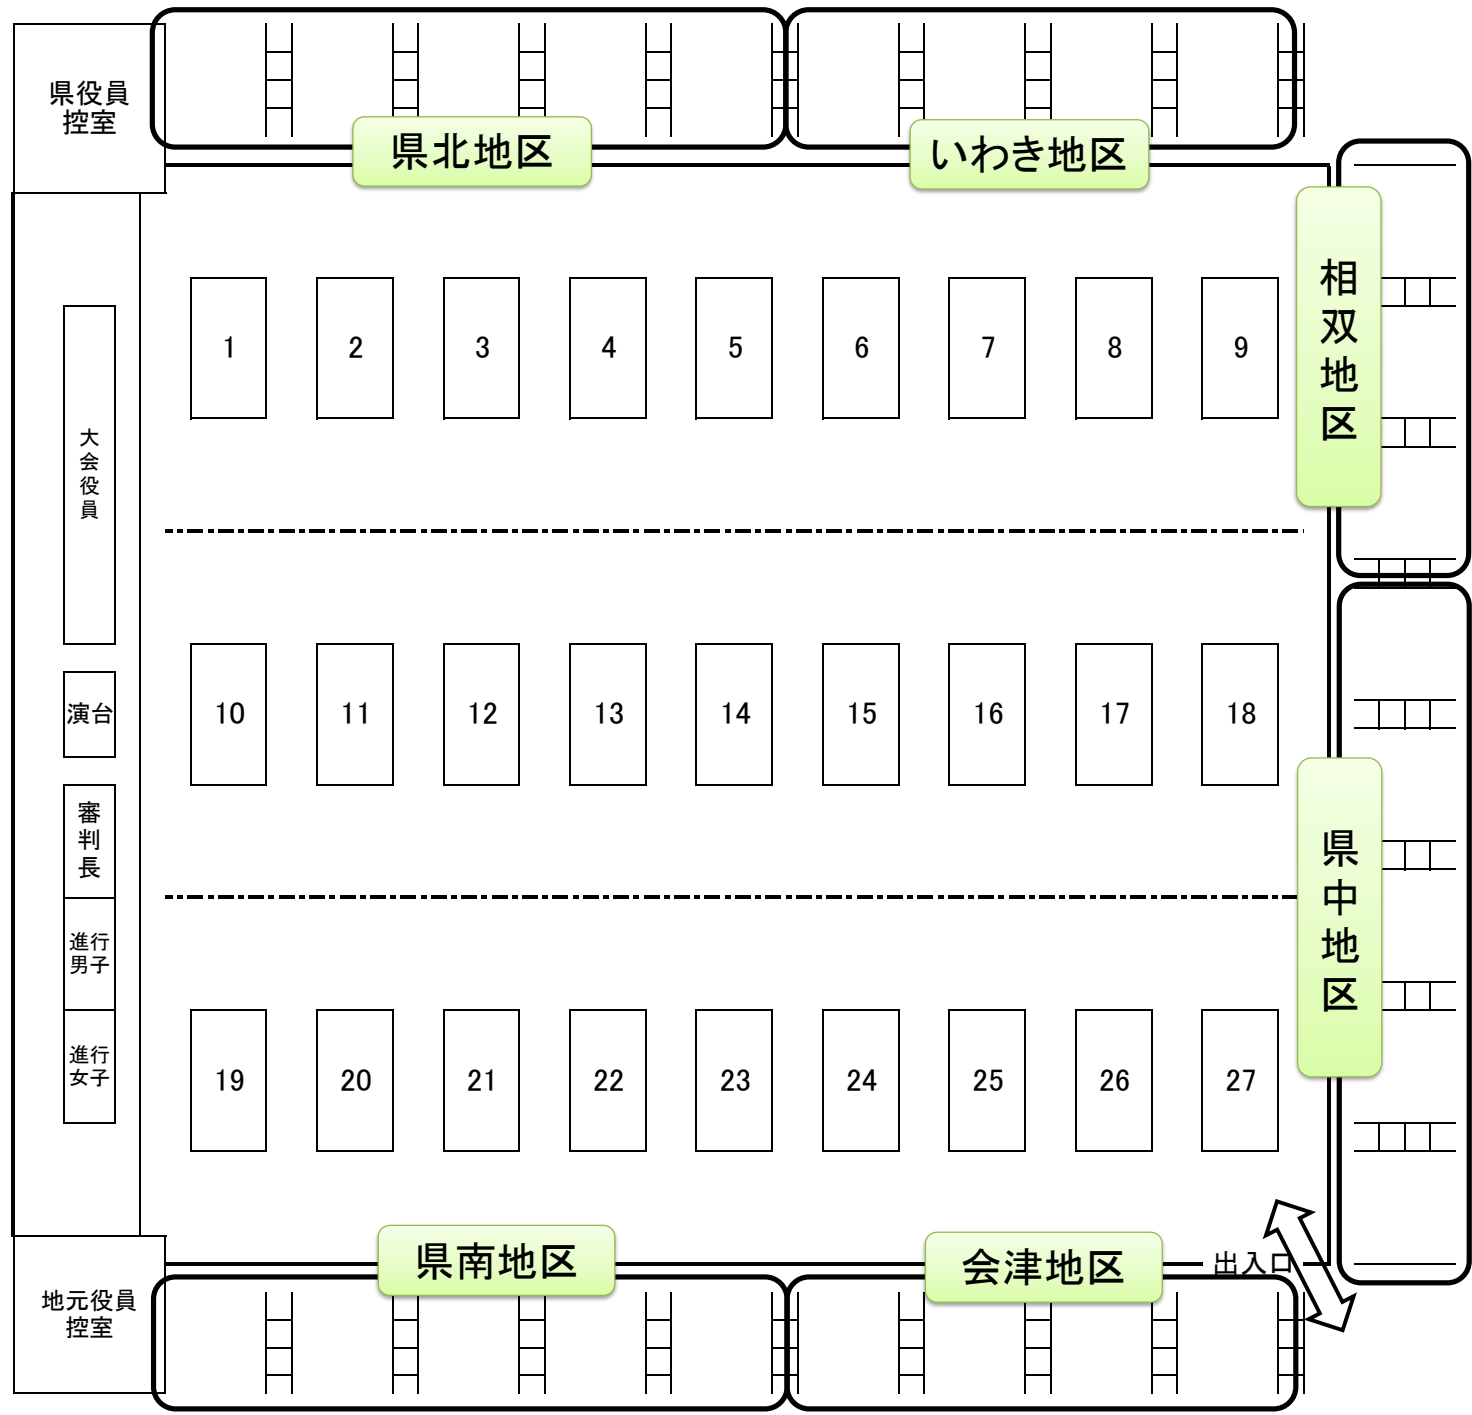 県役員
控室
県北地区
いわき地区
相双地区
1 2 3 4 5 6 7 8 9
大会役員
10 11 12 13 14 15 16 17 18
演台
審判長
県中地区
進行
男子
進行
女子
19 20 21 22 23 24 25 26 27
県南地区
会津地区
出入口
地元役員
控室